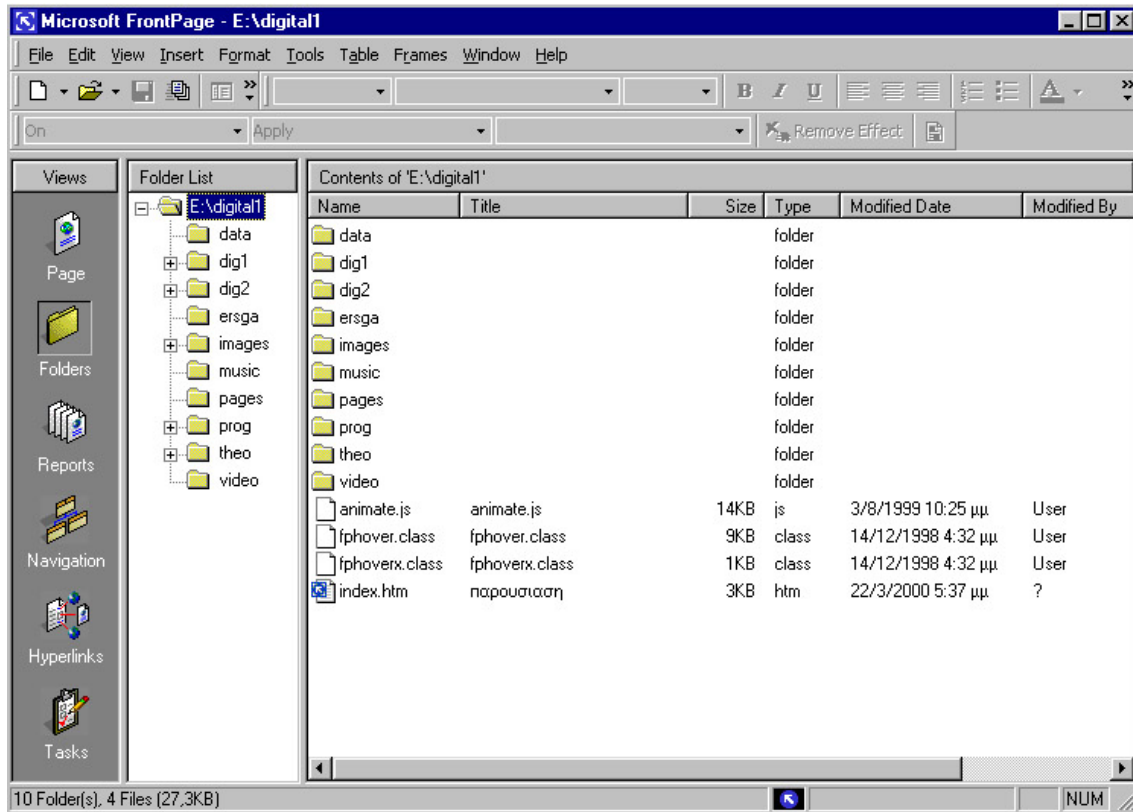 Microsoft FrontPage - E:\digital1
File Edit View Insert Format Tools Table Frames Window Help
B I U A
On Apply Remove Effect
Views
Page
Folders
Reports
Navigation
Hyperlinks
Tasks
Folder List
E:\digital1
data
dig1
dig2
ersga
images
music
pages
prog
theo
video
Contents of 'E:\digital1'
Name Title Size Type Modified Date Modified By
data folder
dig1 folder
dig2 folder
ersga folder
images folder
music folder
pages folder
prog folder
theo folder
video folder
animate.js animate.js 14KB js 3/8/1999 10:25 μμ User
fphover.class fphover.class 9KB class 14/12/1998 4:32 μμ User
fphoverx.class fphoverx.class 1KB class 14/12/1998 4:32 μμ User
index.htm παρουσιαση 3KB htm 22/3/2000 5:37 μμ ?
10 Folder(s), 4 Files (27,3KB) NUM